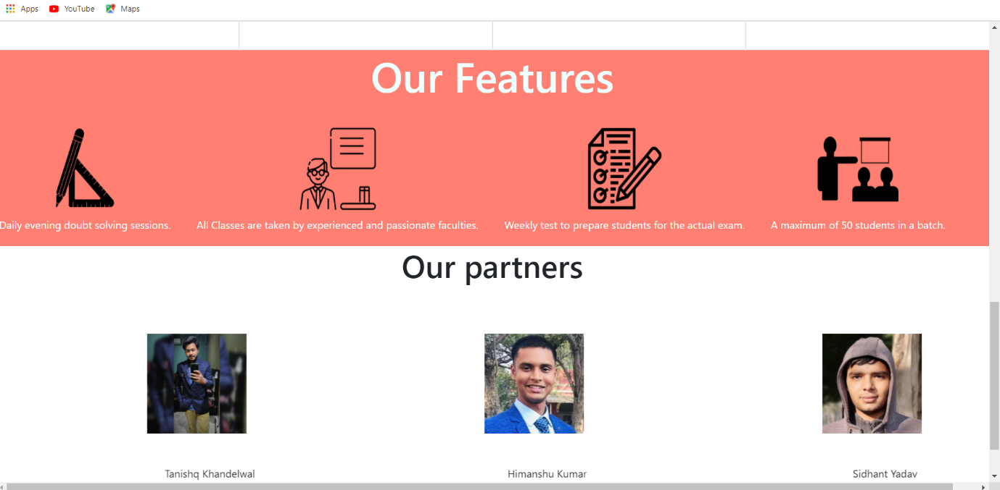 Apps YouTube Maps
Our Features
Daily evening doubt solving sessions. All Classes are taken by experienced and passionate faculties. Weekly test to prepare students for the actual exam. A maximum of 50 students in a batch.
Our partners
Tanishq Khandelwal Himanshu Kumar Sidhant Yadav